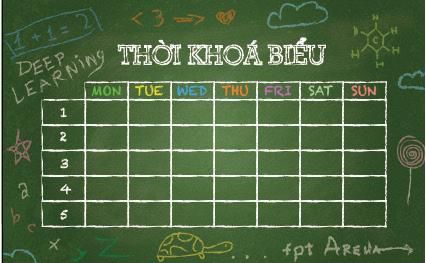 1 + 1 = 2
< 3 =
DEEP LEARNING
THỜI KHOÁ BIỂU
MON TUE WED THU FRI SAT SUN
1
2
3
4
5
a
b c
x y z
... fpt ARENA